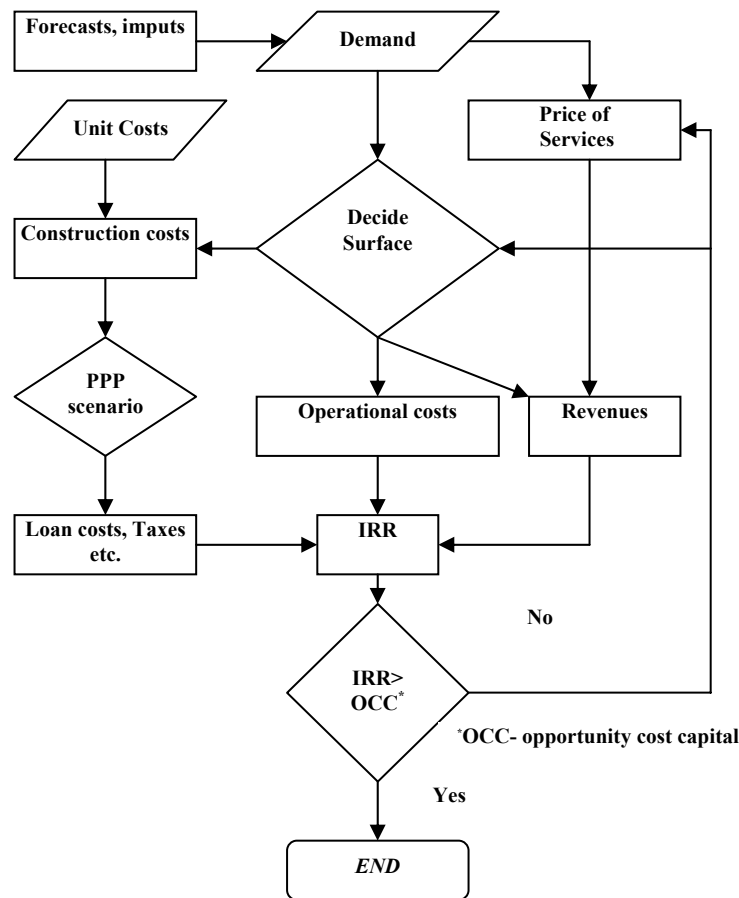 Forecasts, imputs
Demand
Unit Costs
Price of
Services
Decide
Surface
Construction costs
PPP
scenario
Operational costs
Revenues
Loan costs, Taxes
etc.
IRR
No
IRR>
OCC*
*OCC- opportunity cost capital
Yes
END